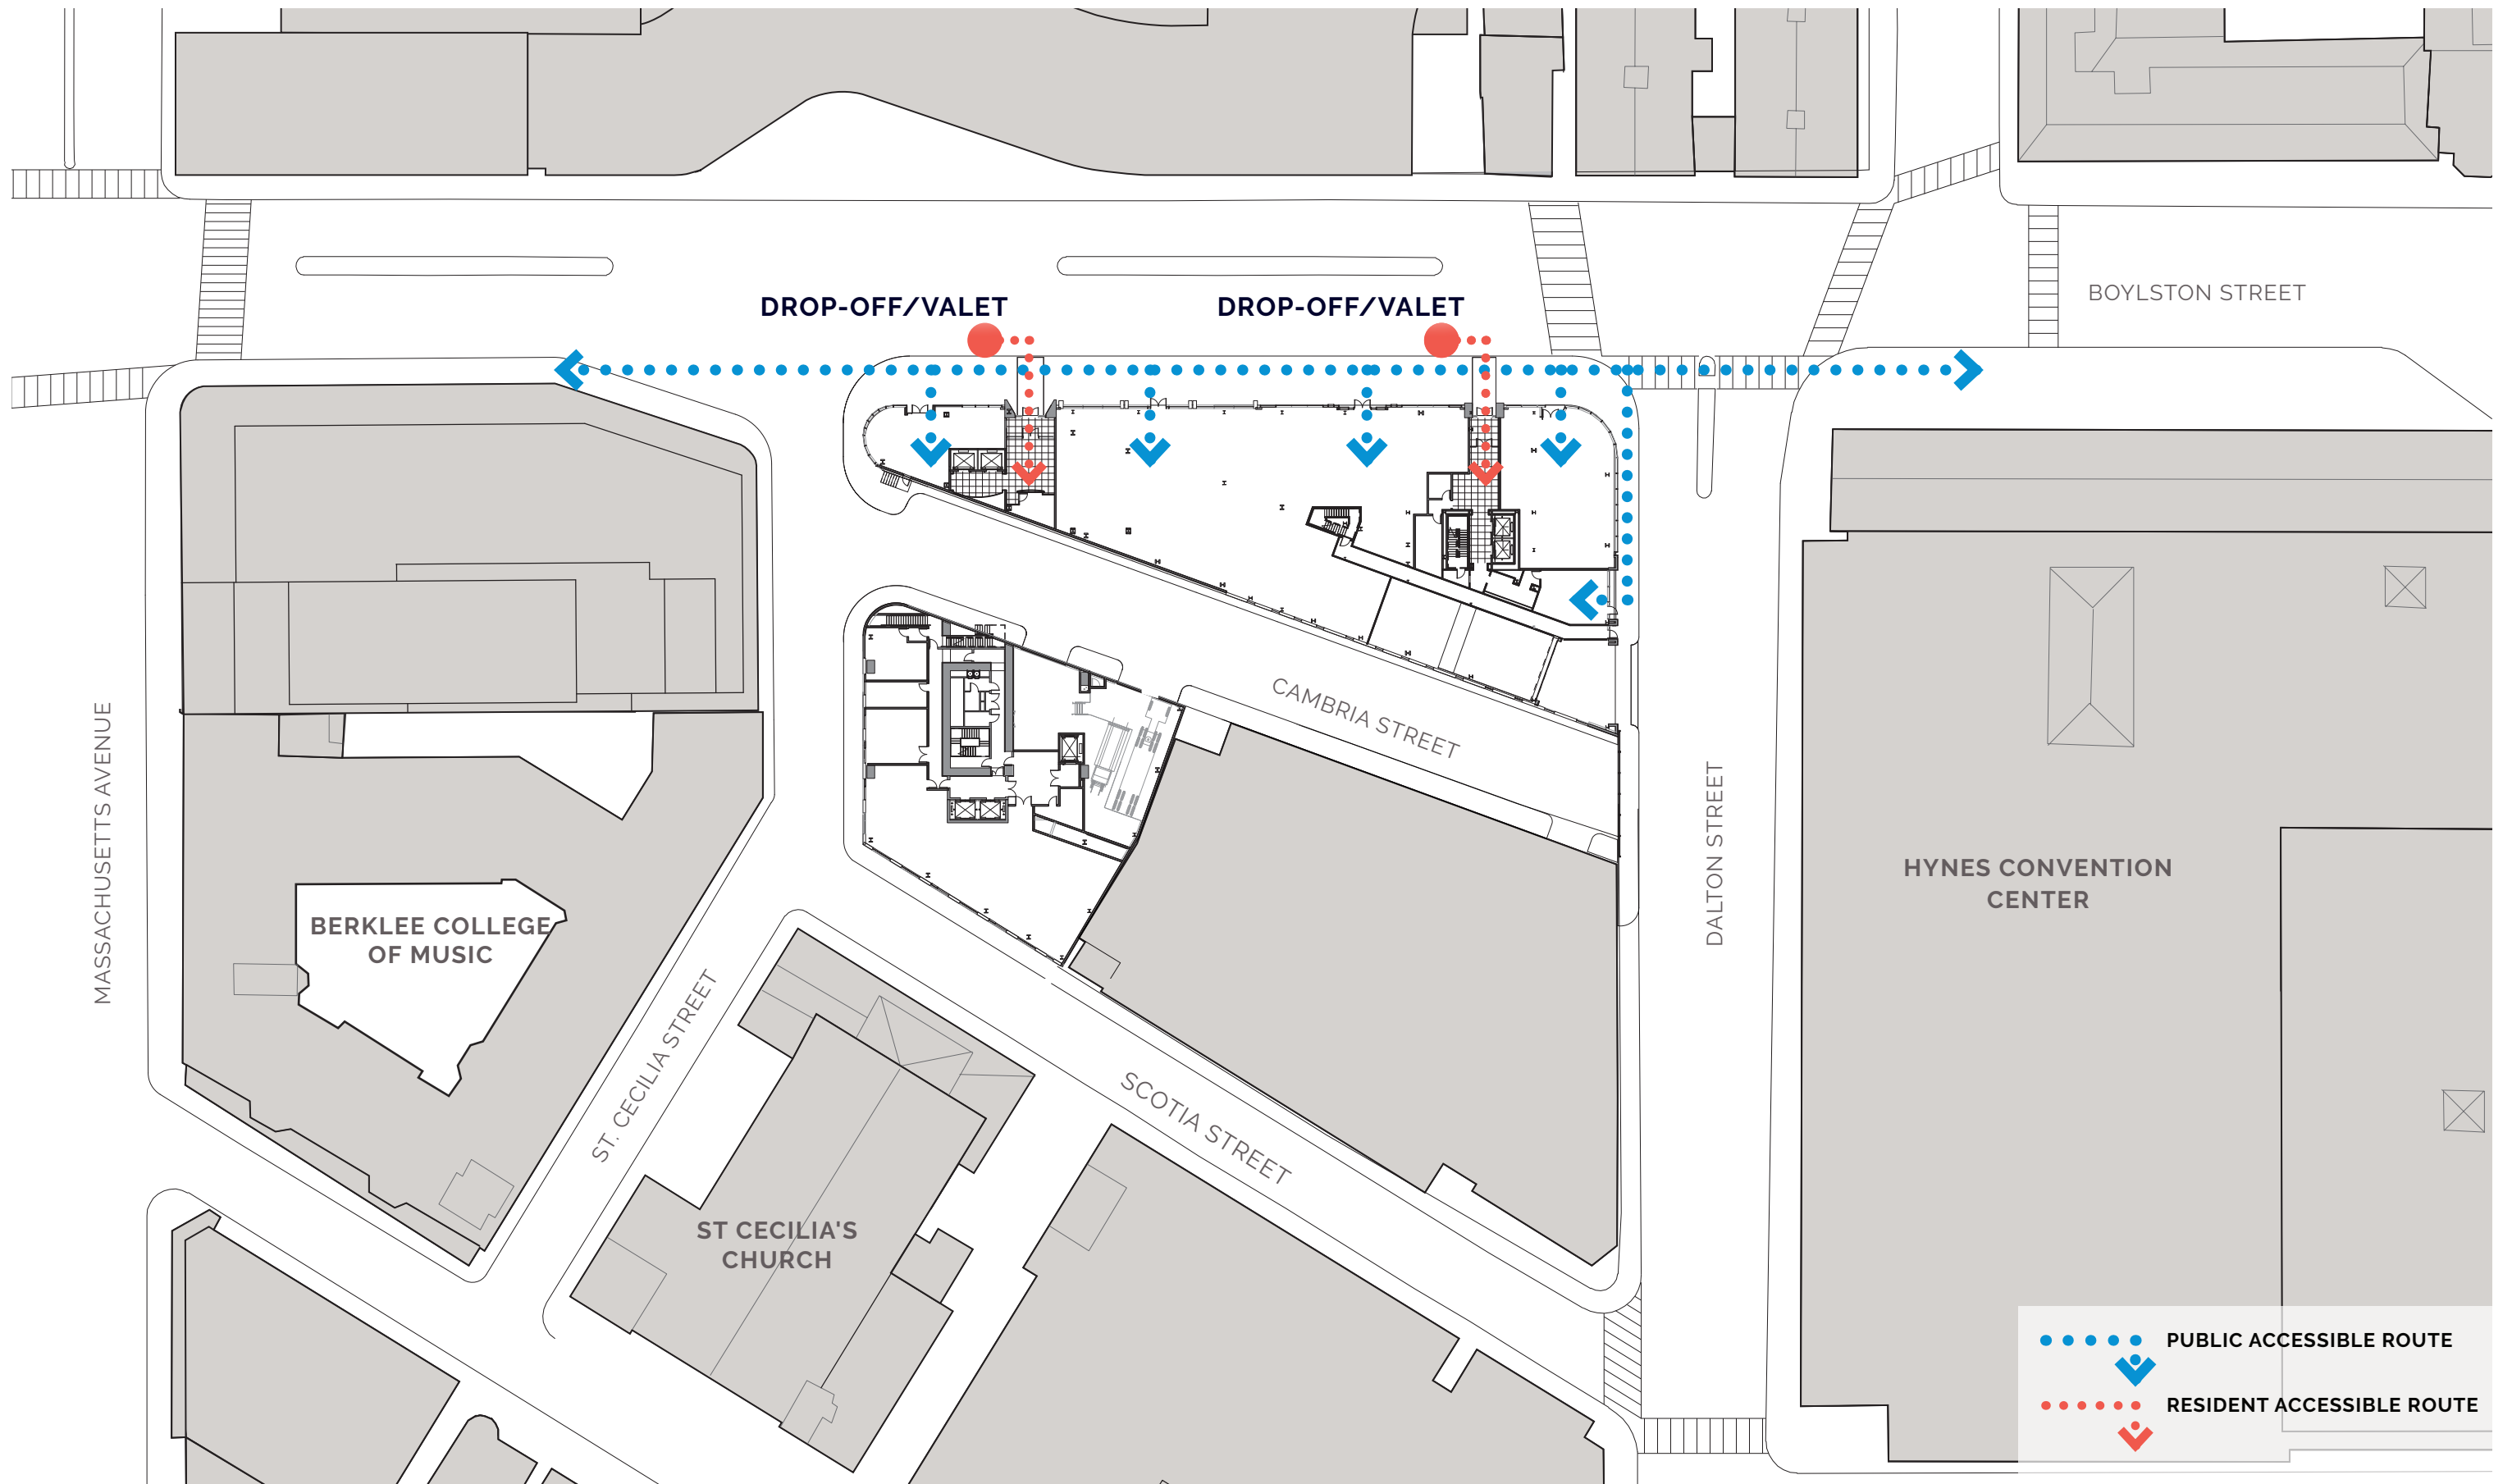 BOYLSTON STREET
DROP-OFF/VALET
DROP-OFF/VALET
CAMBRIA STREET
MASSACHUSETTS AVENUE
DALTON STREET
HYNES CONVENTION
CENTER
BERKLEE COLLEGE
OF MUSIC
ST. CECILIA STREET
SCOTIA STREET
ST CECILIA'S
CHURCH
PUBLIC ACCESSIBLE ROUTE
RESIDENT ACCESSIBLE ROUTE